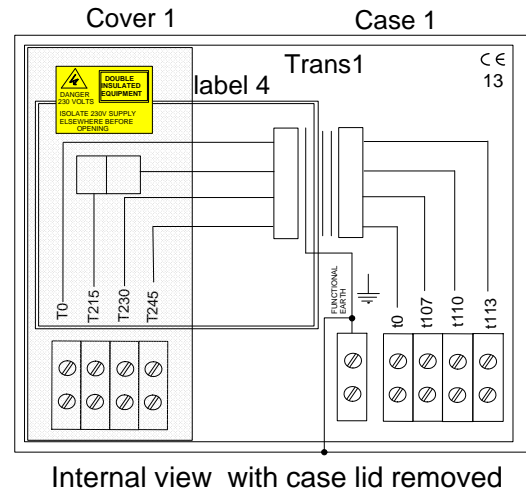 Cover 1
Case 1
DANGER
230 VOLTS
DOUBLE
INSULATED
EQUIPMENT
ISOLATE 230V SUPPLY
ELSEWHERE BEFORE
OPENING
label 4
Trans1
CE
13
T0
T215
T230
T245
FUNCTIONAL
EARTH
t0
t107
t110
t113
Internal view with case lid removed